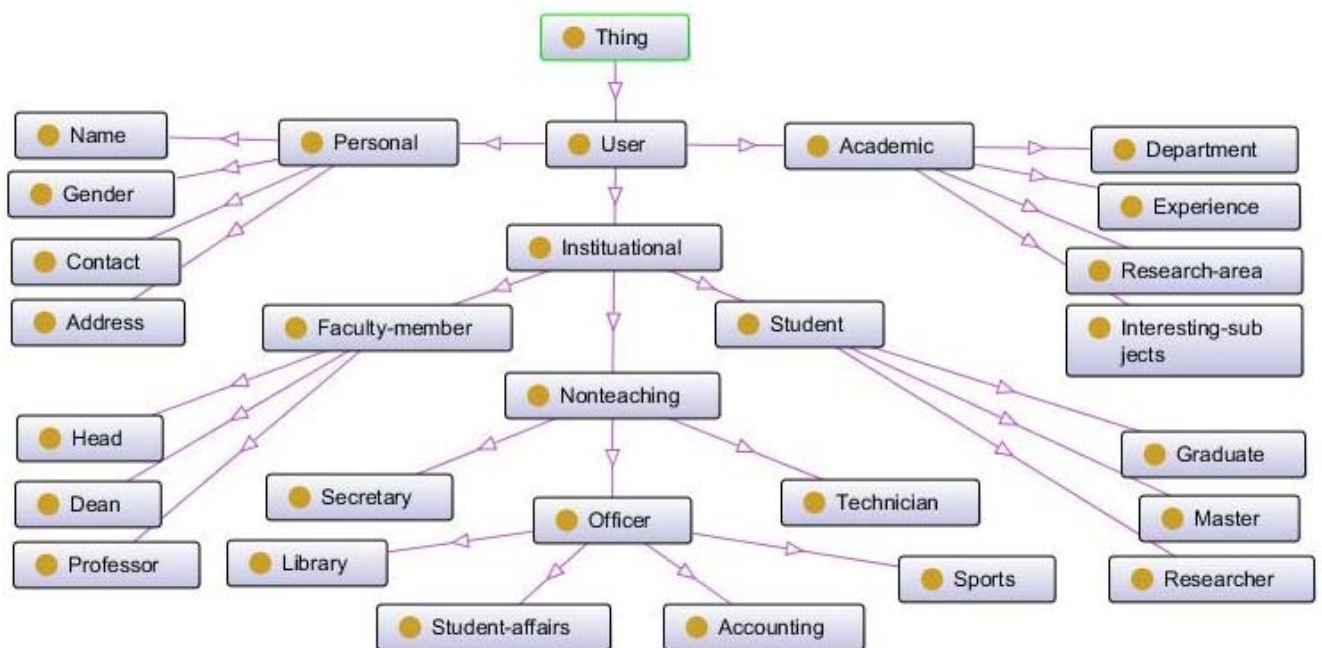 Thing
Name
Personal
User
Academic
Department
Gender
Experience
Instituational
Contact
Research-area
Address
Faculty-member
Student
Interesting-sub
jects
Nonteaching
Head
Graduate
Secretary
Technician
Dean
Officer
Master
Professor
Library
Sports
Researcher
Student-affairs
Accounting